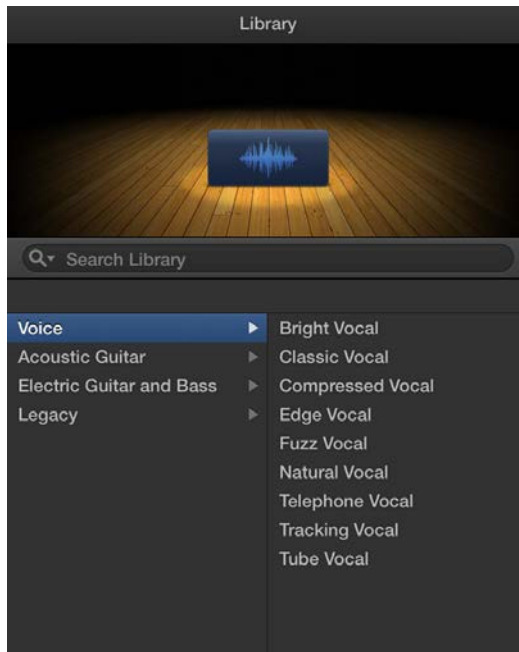 Library
Search Library
Voice
Acoustic Guitar
Electric Guitar and Bass
Legacy
Bright Vocal
Classic Vocal
Compressed Vocal
Edge Vocal
Fuzz Vocal
Natural Vocal
Telephone Vocal
Tracking Vocal
Tube Vocal